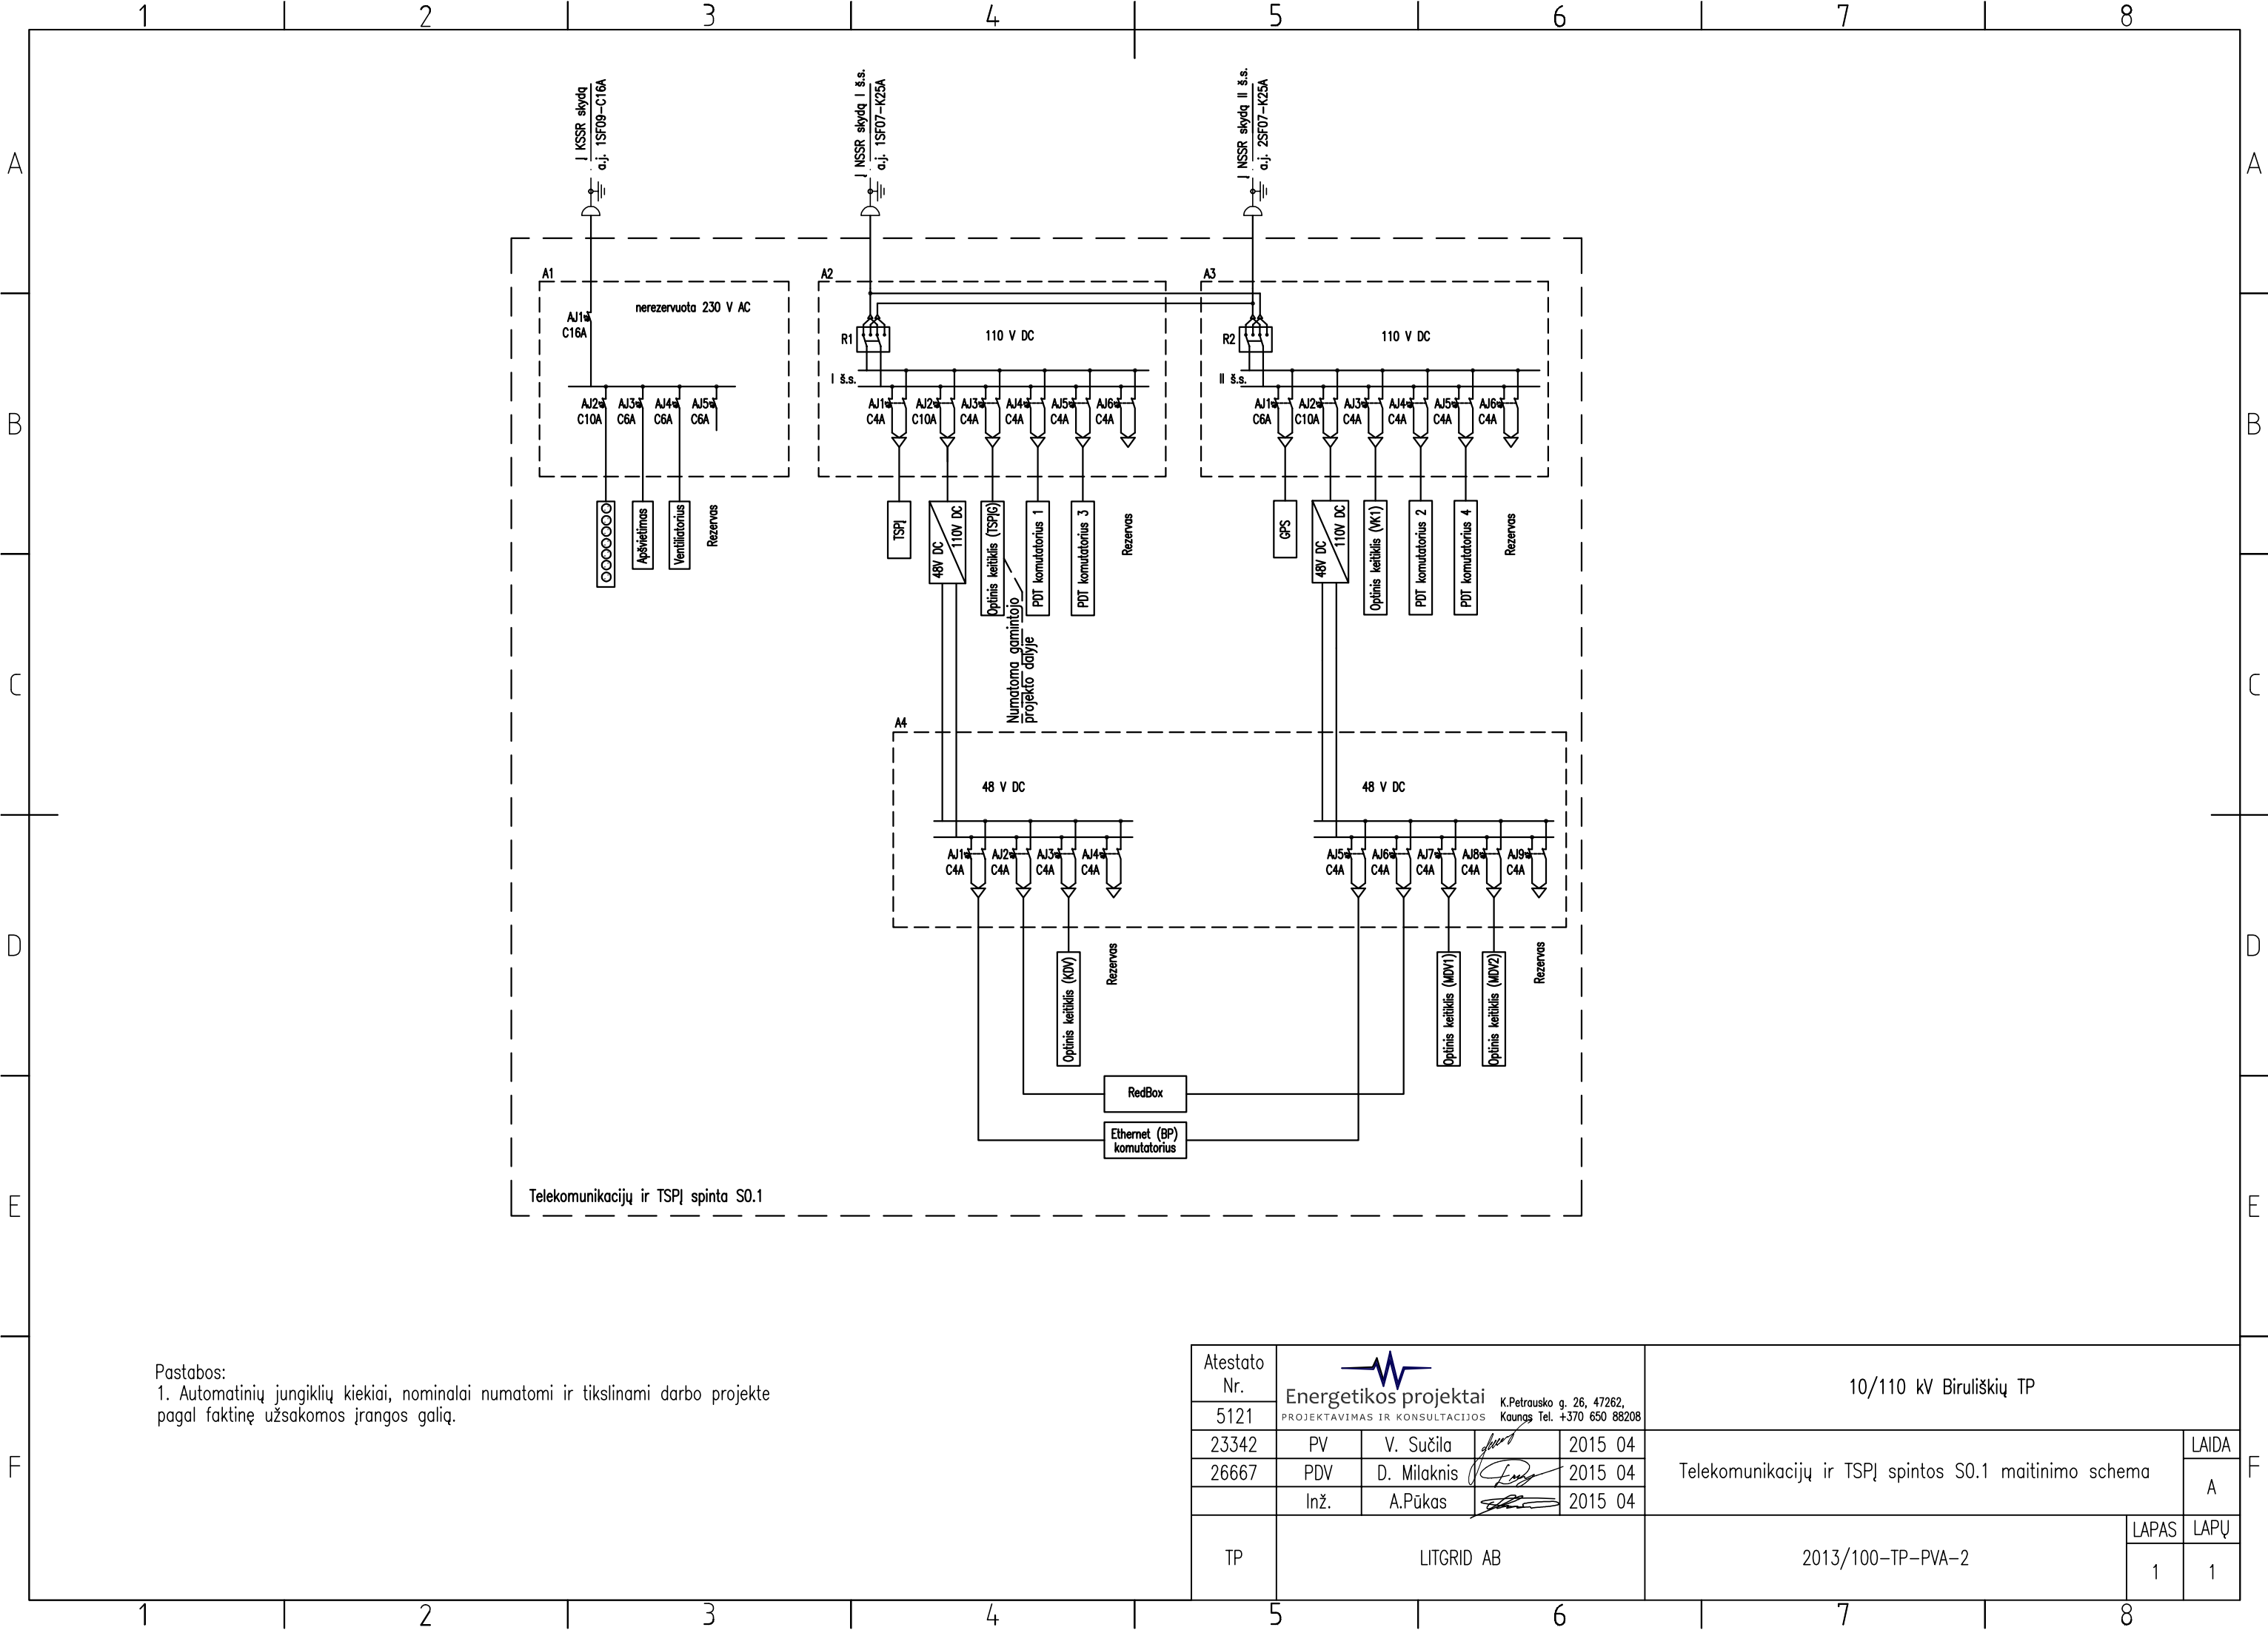 1 2 3 4 5 6 7 8
A
B
C
D
E
F
A
B
C
D
E
F
Į KSSR skydą
a.j. 1SF09-C16A
Į NSSR skydą I š.s.
a.j. 1SF07-K25A
Į NSSR skydą II š.s.
a.j. 2SF07-K25A
A1
nerezervuota 230 V AC
AJ1
C16A
AJ2
C10A
AJ3
C6A
AJ4
C6A
AJ5
C6A
Apšvietimas
Ventiliatorius
Rezervas
A2
R1
110 V DC
I š.s.
AJ1
C4A
AJ2
C10A
AJ3
C4A
AJ4
C4A
AJ5
C4A
AJ6
C4A
TSPĮ
48V DC
110V DC
Optinis keitiklis (TSPĮG)
PDT komutatorius 1
PDT komutatorius 3
Rezervas
Numatoma gamintojo
projekto dalyje
A3
R2
110 V DC
II š.s.
AJ1
C6A
AJ2
C10A
AJ3
C4A
AJ4
C4A
AJ5
C4A
AJ6
C4A
GPS
48V DC
110V DC
Optinis keitiklis (VK1)
PDT komutatorius 2
PDT komutatorius 4
Rezervas
A4
48 V DC
AJ1
C4A
AJ2
C4A
AJ3
C4A
AJ4
C4A
Optinis keitiklis (KDV)
Rezervas
48 V DC
AJ5
C4A
AJ6
C4A
AJ7
C4A
AJ8
C4A
AJ9
C4A
Optinis keitiklis (MDV1)
Optinis keitiklis (MDV2)
Rezervas
RedBox
Ethernet (BP)
komutatorius
Telekomunikacijų ir TSPĮ spinta S0.1
Pastabos:
1. Automatinių jungiklių kiekiai, nominalai numatomi ir tikslinami darbo projekte
pagal faktinę užsakomos įrangos galią.
Atestato
Nr.
5121
Energetikos projektai
PROJEKTAVIMAS IR KONSULTACIJOS
K.Petrausko g. 26, 47262,
Kaunas Tel. +370 650 88208
10/110 kV Biruliškių TP
23342 PV V. Sučila 2015 04
26667 PDV D. Milaknis 2015 04
Inž. A.Pūkas 2015 04
Telekomunikacijų ir TSPĮ spintos S0.1 maitinimo schema
LAIDA
A
TP
LITGRID AB
2013/100-TP-PVA-2
LAPAS LAPŲ
1 1
1 2 3 4 5 6 7 8